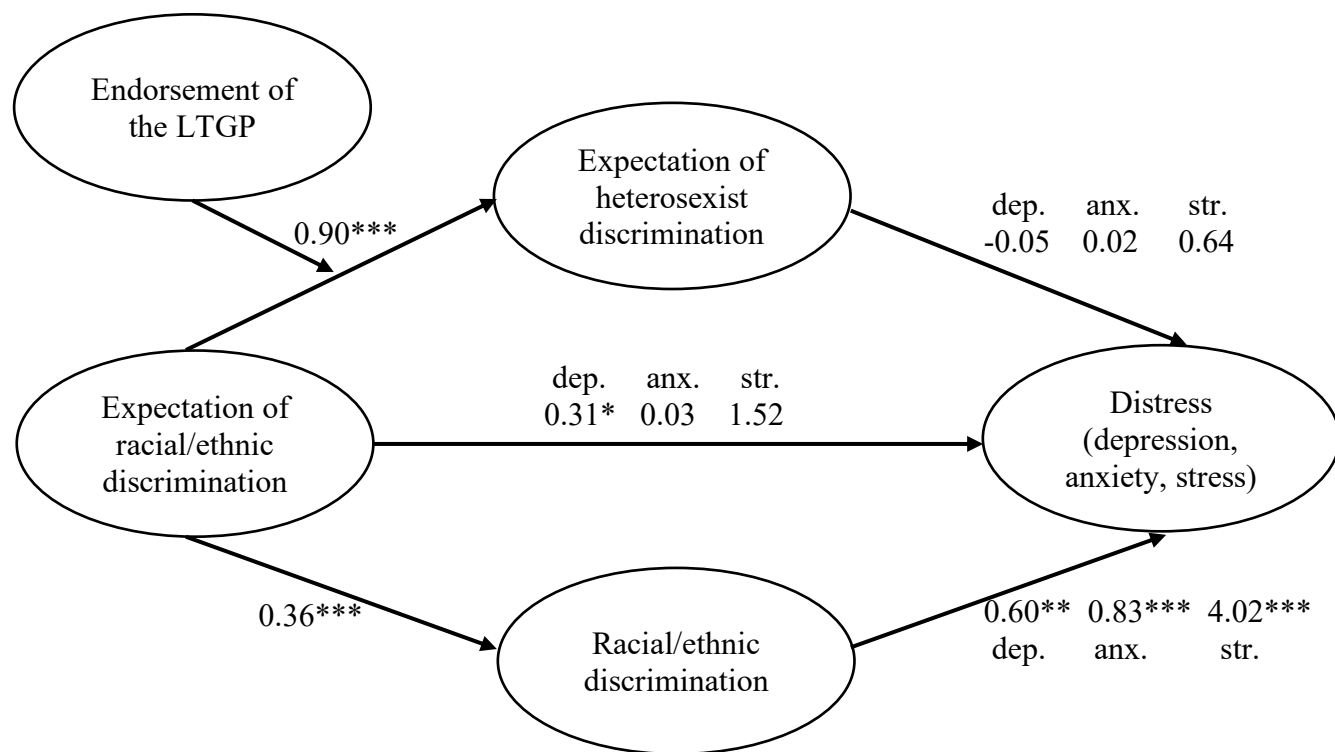 Endorsement of
the LTGP
Expectation of
heterosexist
discrimination
dep. anx. str.
-0.05 0.02 0.64
0.90***
Expectation of
racial/ethnic
discrimination
dep. anx. str.
0.31* 0.03 1.52
Distress
(depression,
anxiety, stress)
0.36***
Racial/ethnic
discrimination
0.60** 0.83*** 4.02***
dep. anx. str.